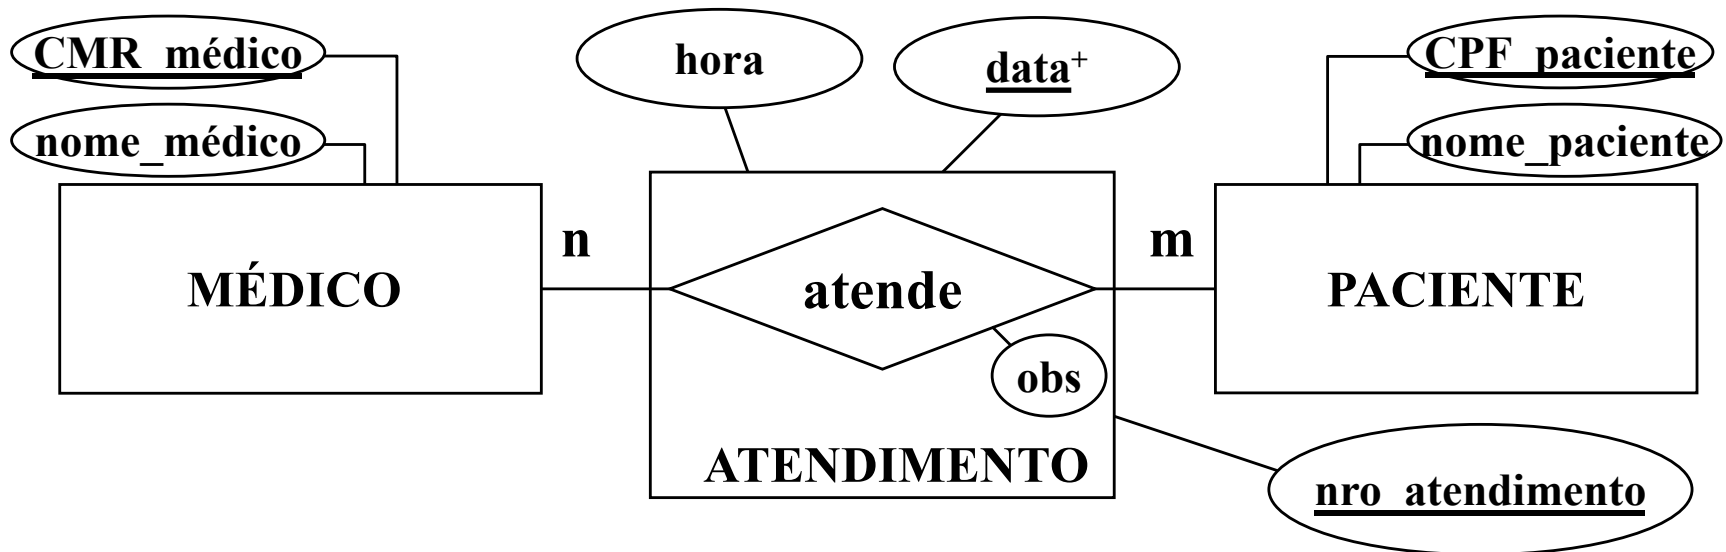 CMR_médico
hora
data+
CPF_paciente
nome_médico
nome_paciente
n
m
MÉDICO
atende
PACIENTE
obs
ATENDIMENTO
nro_atendimento